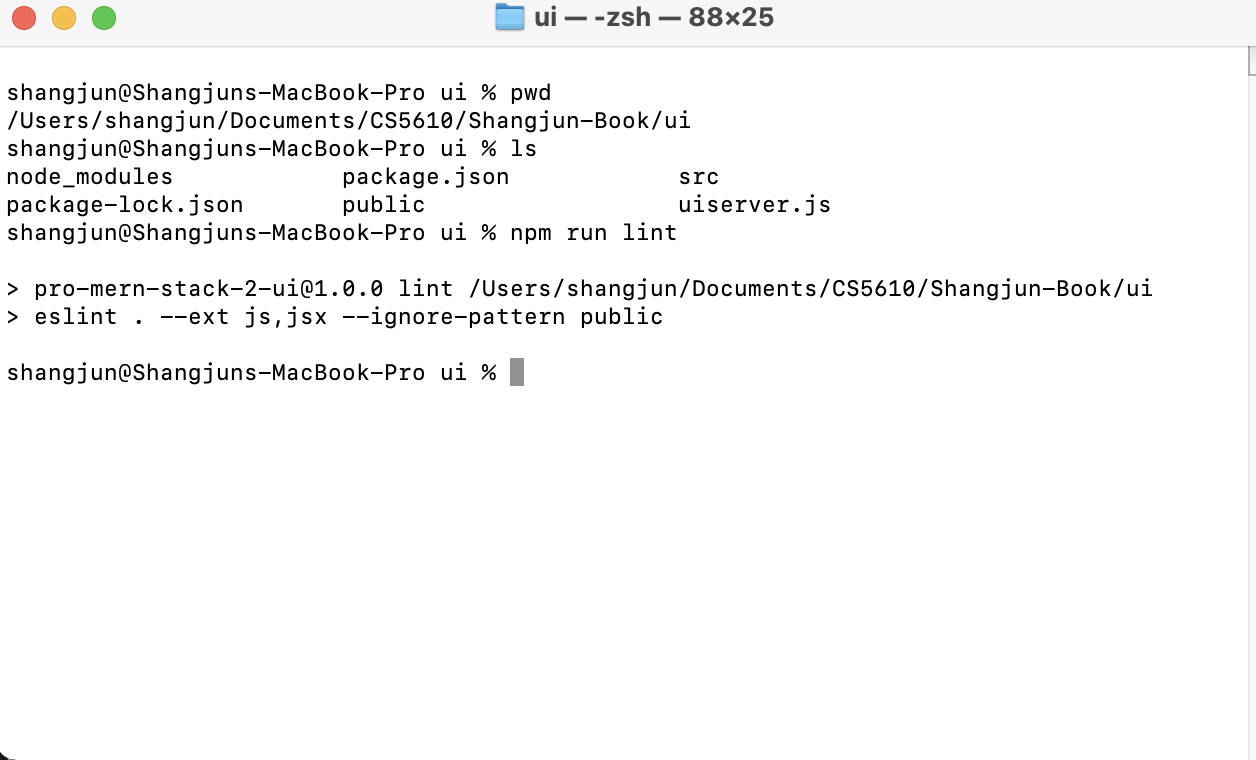 ui — -zsh — 88×25
shangjun@Shangjuns-MacBook-Pro ui % pwd
/Users/shangjun/Documents/CS5610/Shangjun-Book/ui
shangjun@Shangjuns-MacBook-Pro ui % ls
node_modules            package.json            src
package-lock.json       public                  uiserver.js
shangjun@Shangjuns-MacBook-Pro ui % npm run lint
> pro-mern-stack-2-ui@1.0.0 lint /Users/shangjun/Documents/CS5610/Shangjun-Book/ui
> eslint . --ext js,jsx --ignore-pattern public
shangjun@Shangjuns-MacBook-Pro ui %